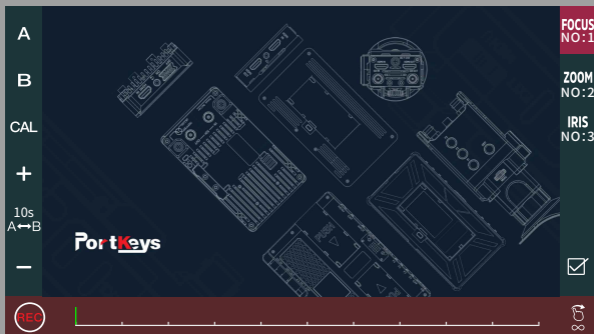 A
B
CAL
+
10s
A↔B
−
PortKeys
REC
FOCUS
NO:1
ZOOM
NO:2
IRIS
NO:3
∞